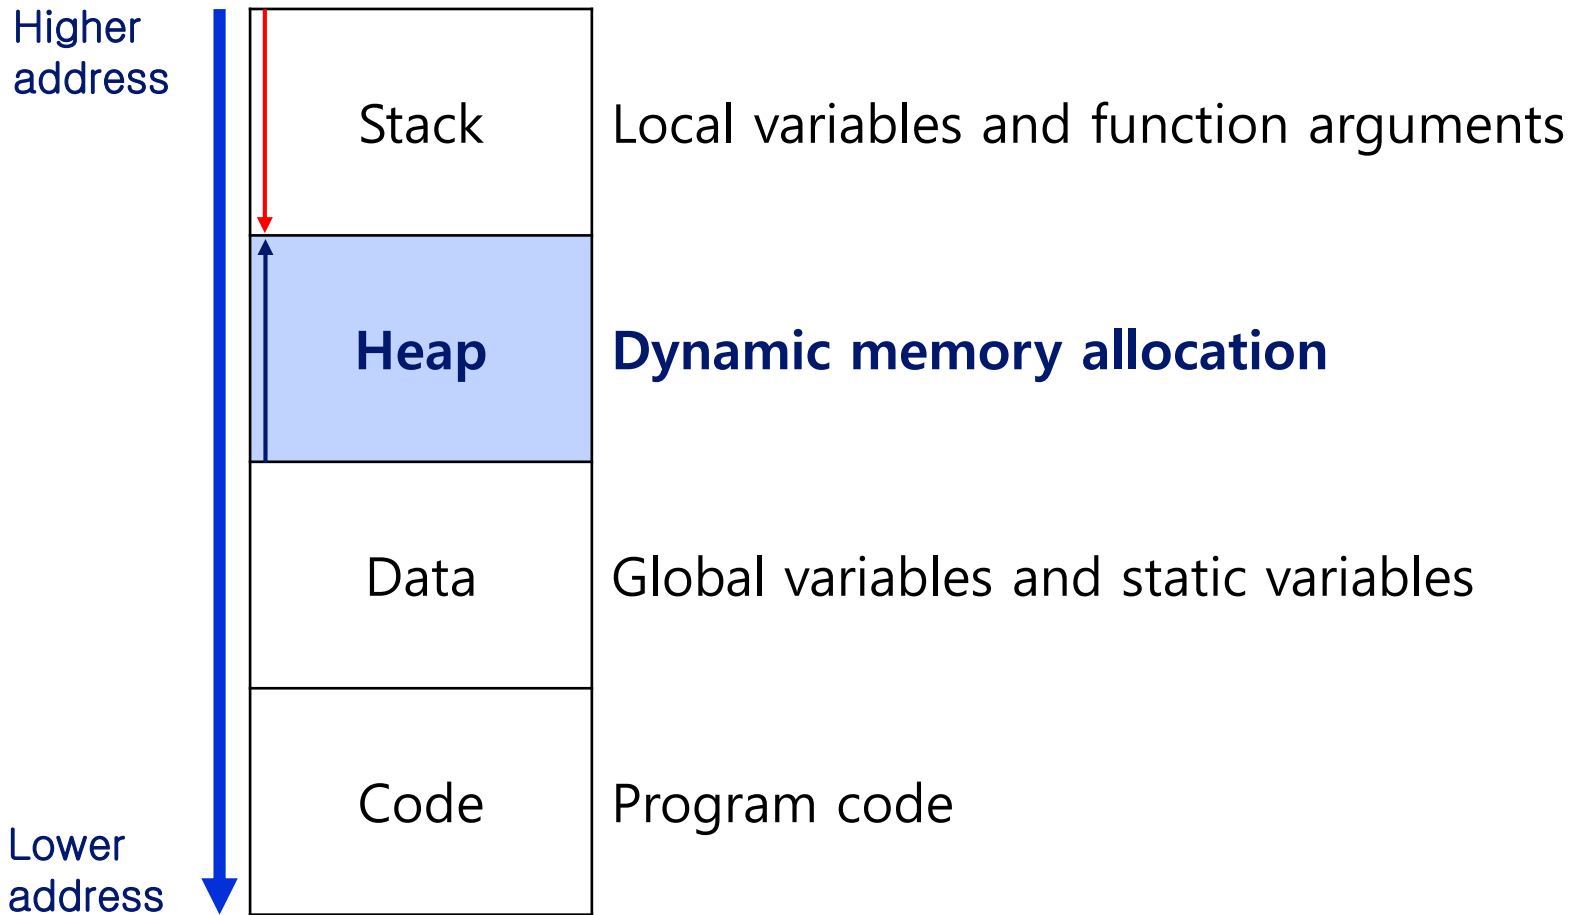 Higher
address
Stack
Local variables and function arguments
Heap
Dynamic memory allocation
Data
Global variables and static variables
Code
Program code
Lower
address